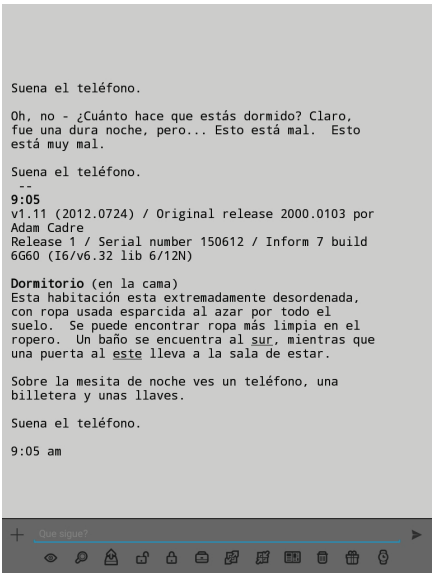 Suena el teléfono.
Oh, no - ¿Cuánto hace que estás dormido? Claro,
fue una dura noche, pero... Esto está mal.  Esto
está muy mal.
Suena el teléfono.
--
9:05
v1.11 (2012.0724) / Original release 2000.0103 por
Adam Cadre
Release 1 / Serial number 150612 / Inform 7 build
6G60 (I6/v6.32 lib 6/12N)
Dormitorio (en la cama)
Esta habitación esta extremadamente desordenada,
con ropa usada esparcida al azar por todo el
suelo.  Se puede encontrar ropa más limpia en el
ropero.  Un baño se encuentra al sur, mientras que
una puerta al este lleva a la sala de estar.
Sobre la mesita de noche ves un teléfono, una
billetera y unas llaves.
Suena el teléfono.
9:05 am
Que sigue?